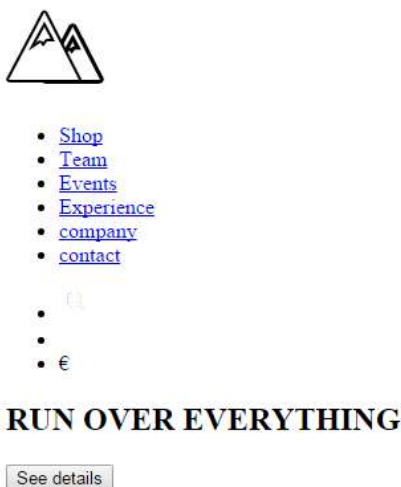 Shop
Team
Events
Experience
company
contact
€
RUN OVER EVERYTHING
See details